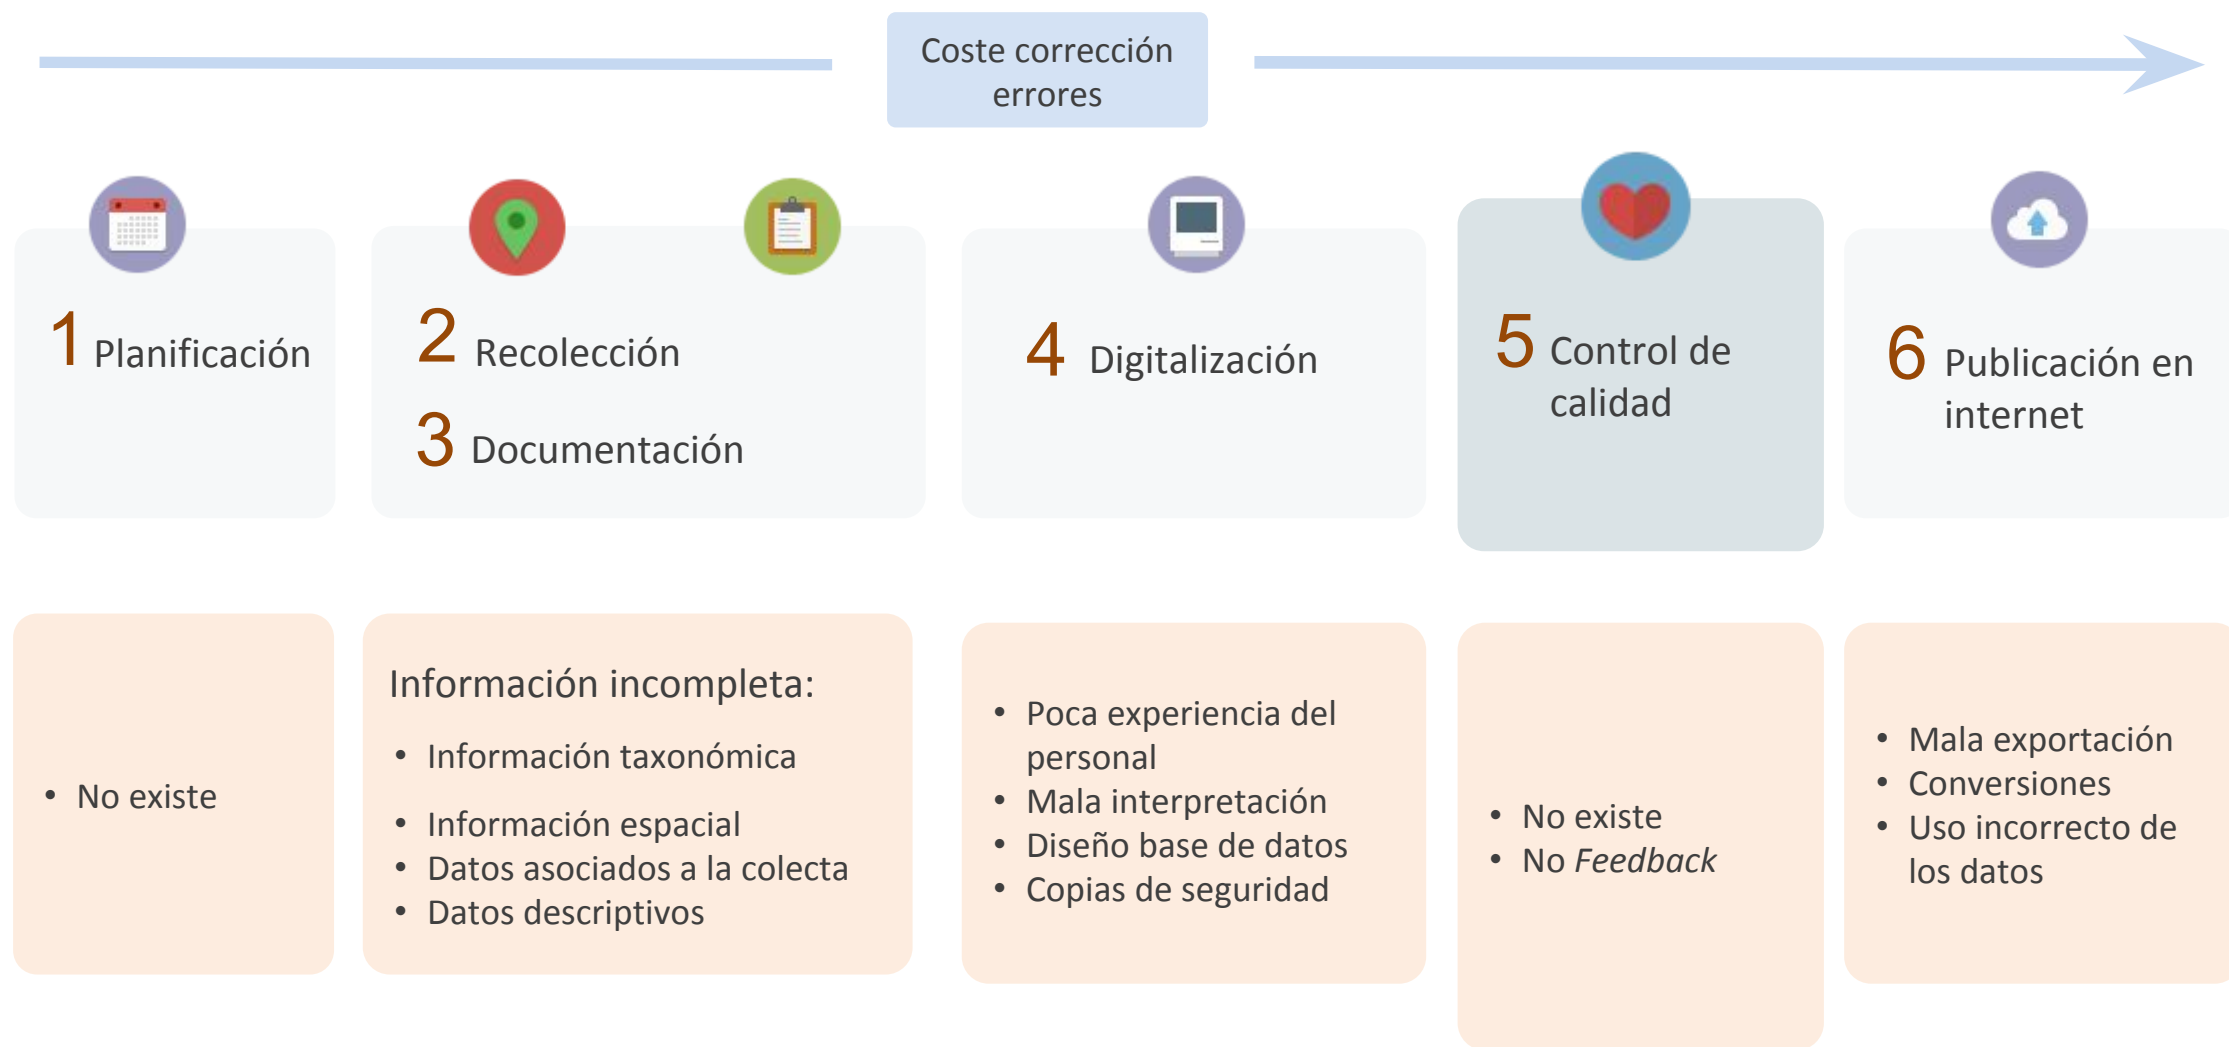 Coste corrección
errores
1 Planificación
2 Recolección
3 Documentación
4 Digitalización
5 Control de
calidad
6 Publicación en
internet
• No existe
Información incompleta:
• Información taxonómica
• Información espacial
• Datos asociados a la colecta
• Datos descriptivos
• Poca experiencia del
personal
• Mala interpretación
• Diseño base de datos
• Copias de seguridad
• No existe
• No Feedback
• Mala exportación
• Conversiones
• Uso incorrecto de
los datos